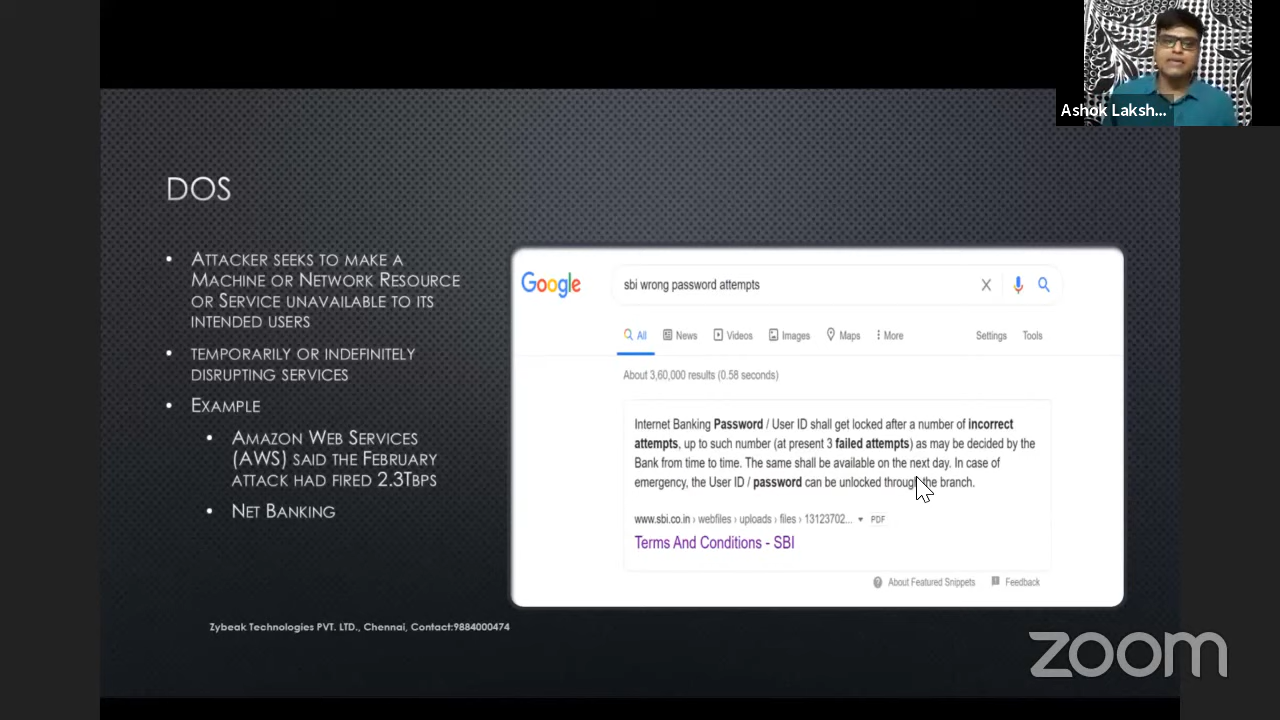 Ashok Laksh...
DOS
• ATTACKER SEEKS TO MAKE A
MACHINE OR NETWORK RESOURCE
OR SERVICE UNAVAILABLE TO ITS
INTENDED USERS
• TEMPORARILY OR INDEFINITELY
DISRUPTING SERVICES
• EXAMPLE
• AMAZON WEB SERVICES
(AWS) SAID THE FEBRUARY
ATTACK HAD FIRED 2.3TBPS
• NET BANKING
Google
sbi wrong password attempts
All News Videos Images Maps More Settings Tools
About 3,60,000 results (0.58 seconds)
Internet Banking Password / User ID shall get locked after a number of incorrect
attempts, up to such number (at present 3 failed attempts) as may be decided by the
Bank from time to time. The same shall be available on the next day. In case of
emergency, the User ID / password can be unlocked through the branch.
www.sbi.co.in › webfiles › uploads › files › 13123702... ▾ PDF
Terms And Conditions - SBI
About Featured Snippets Feedback
Zybeak Technologies PVT. LTD., Chennai, Contact:9884000474
zoom